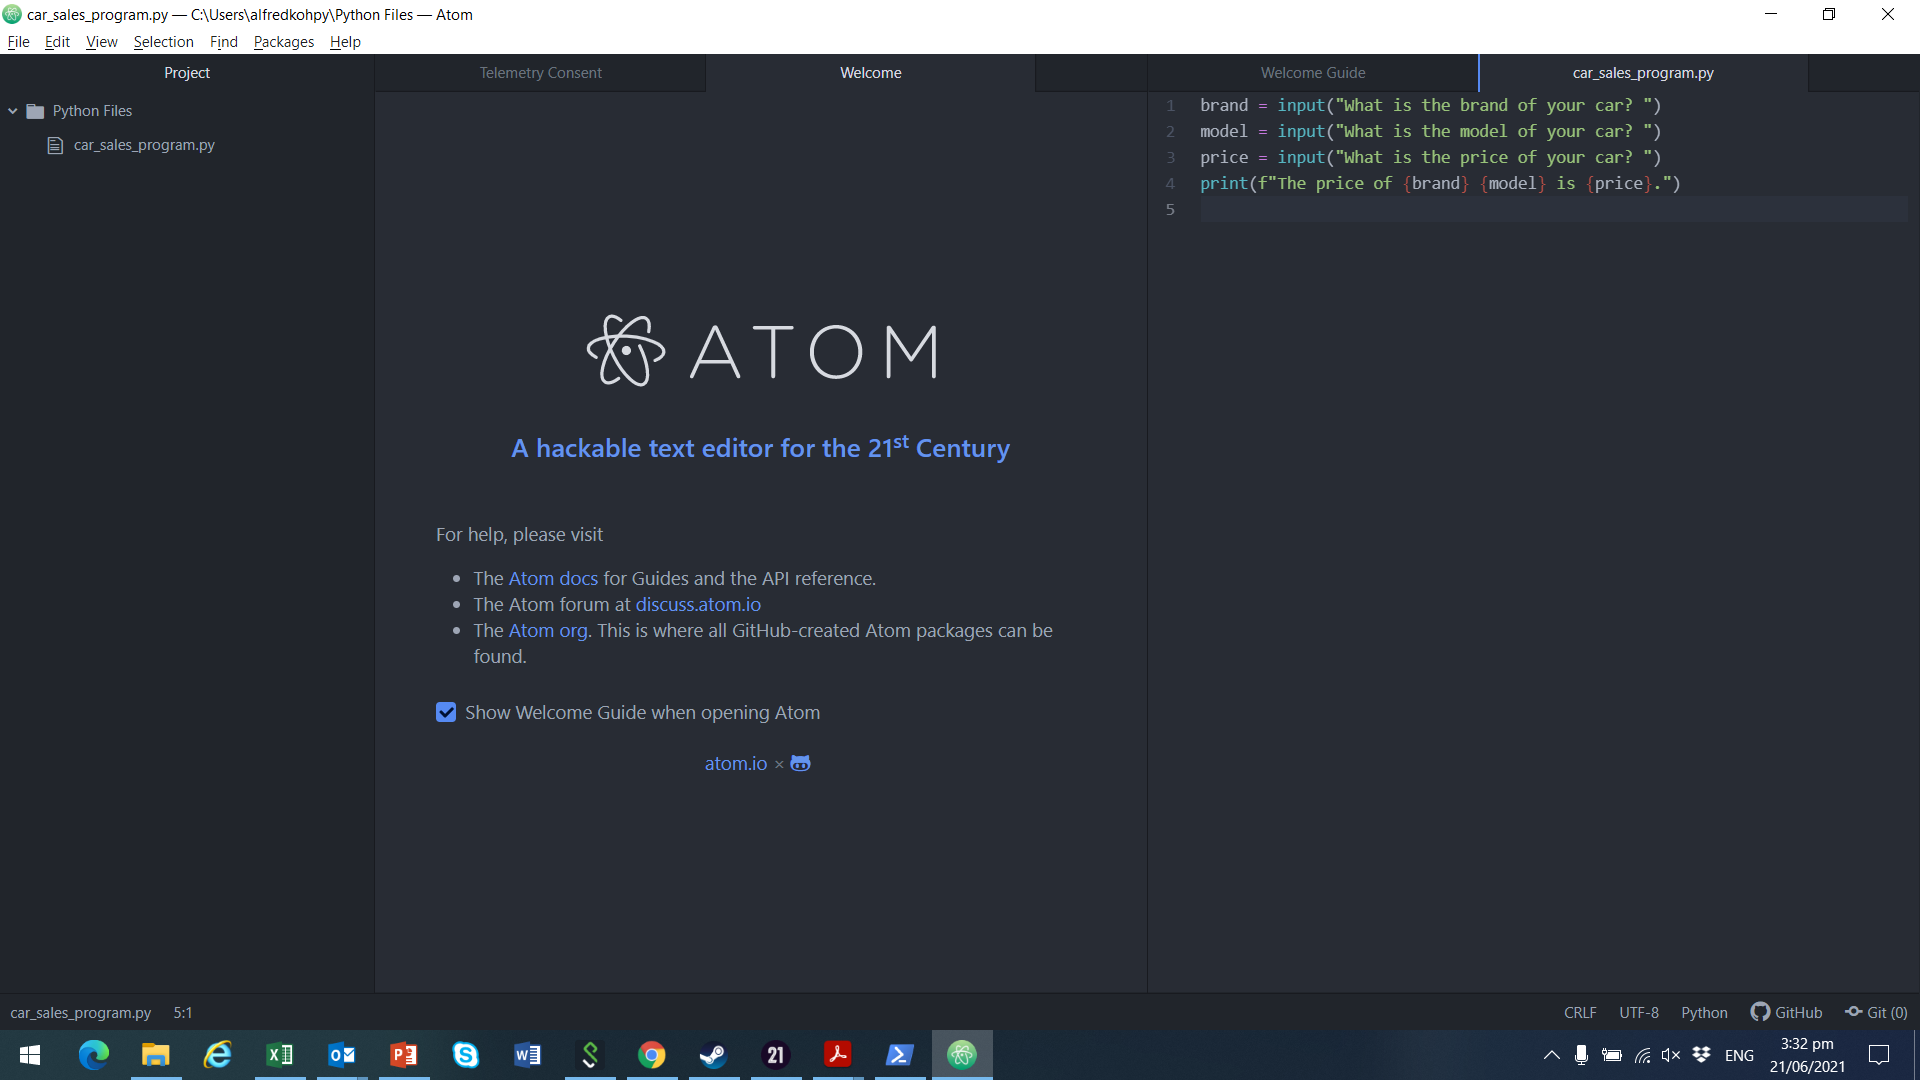 car_sales_program.py — C:\Users\alfredkohpy\Python Files — Atom
File Edit View Selection Find Packages Help
Project
Telemetry Consent
Welcome
Welcome Guide
car_sales_program.py
Python Files
car_sales_program.py
ATOM
A hackable text editor for the 21st Century
For help, please visit
• The Atom docs for Guides and the API reference.
• The Atom forum at discuss.atom.io
• The Atom org. This is where all GitHub-created Atom packages can be
found.
Show Welcome Guide when opening Atom
atom.io ×
1 brand = input("What is the brand of your car? ")
2 model = input("What is the model of your car? ")
3 price = input("What is the price of your car? ")
4 print(f"The price of {brand} {model} is {price}.")
5
car_sales_program.py 5:1
CRLF UTF-8 Python GitHub Git (0)
21
ENG
3:32 pm
21/06/2021